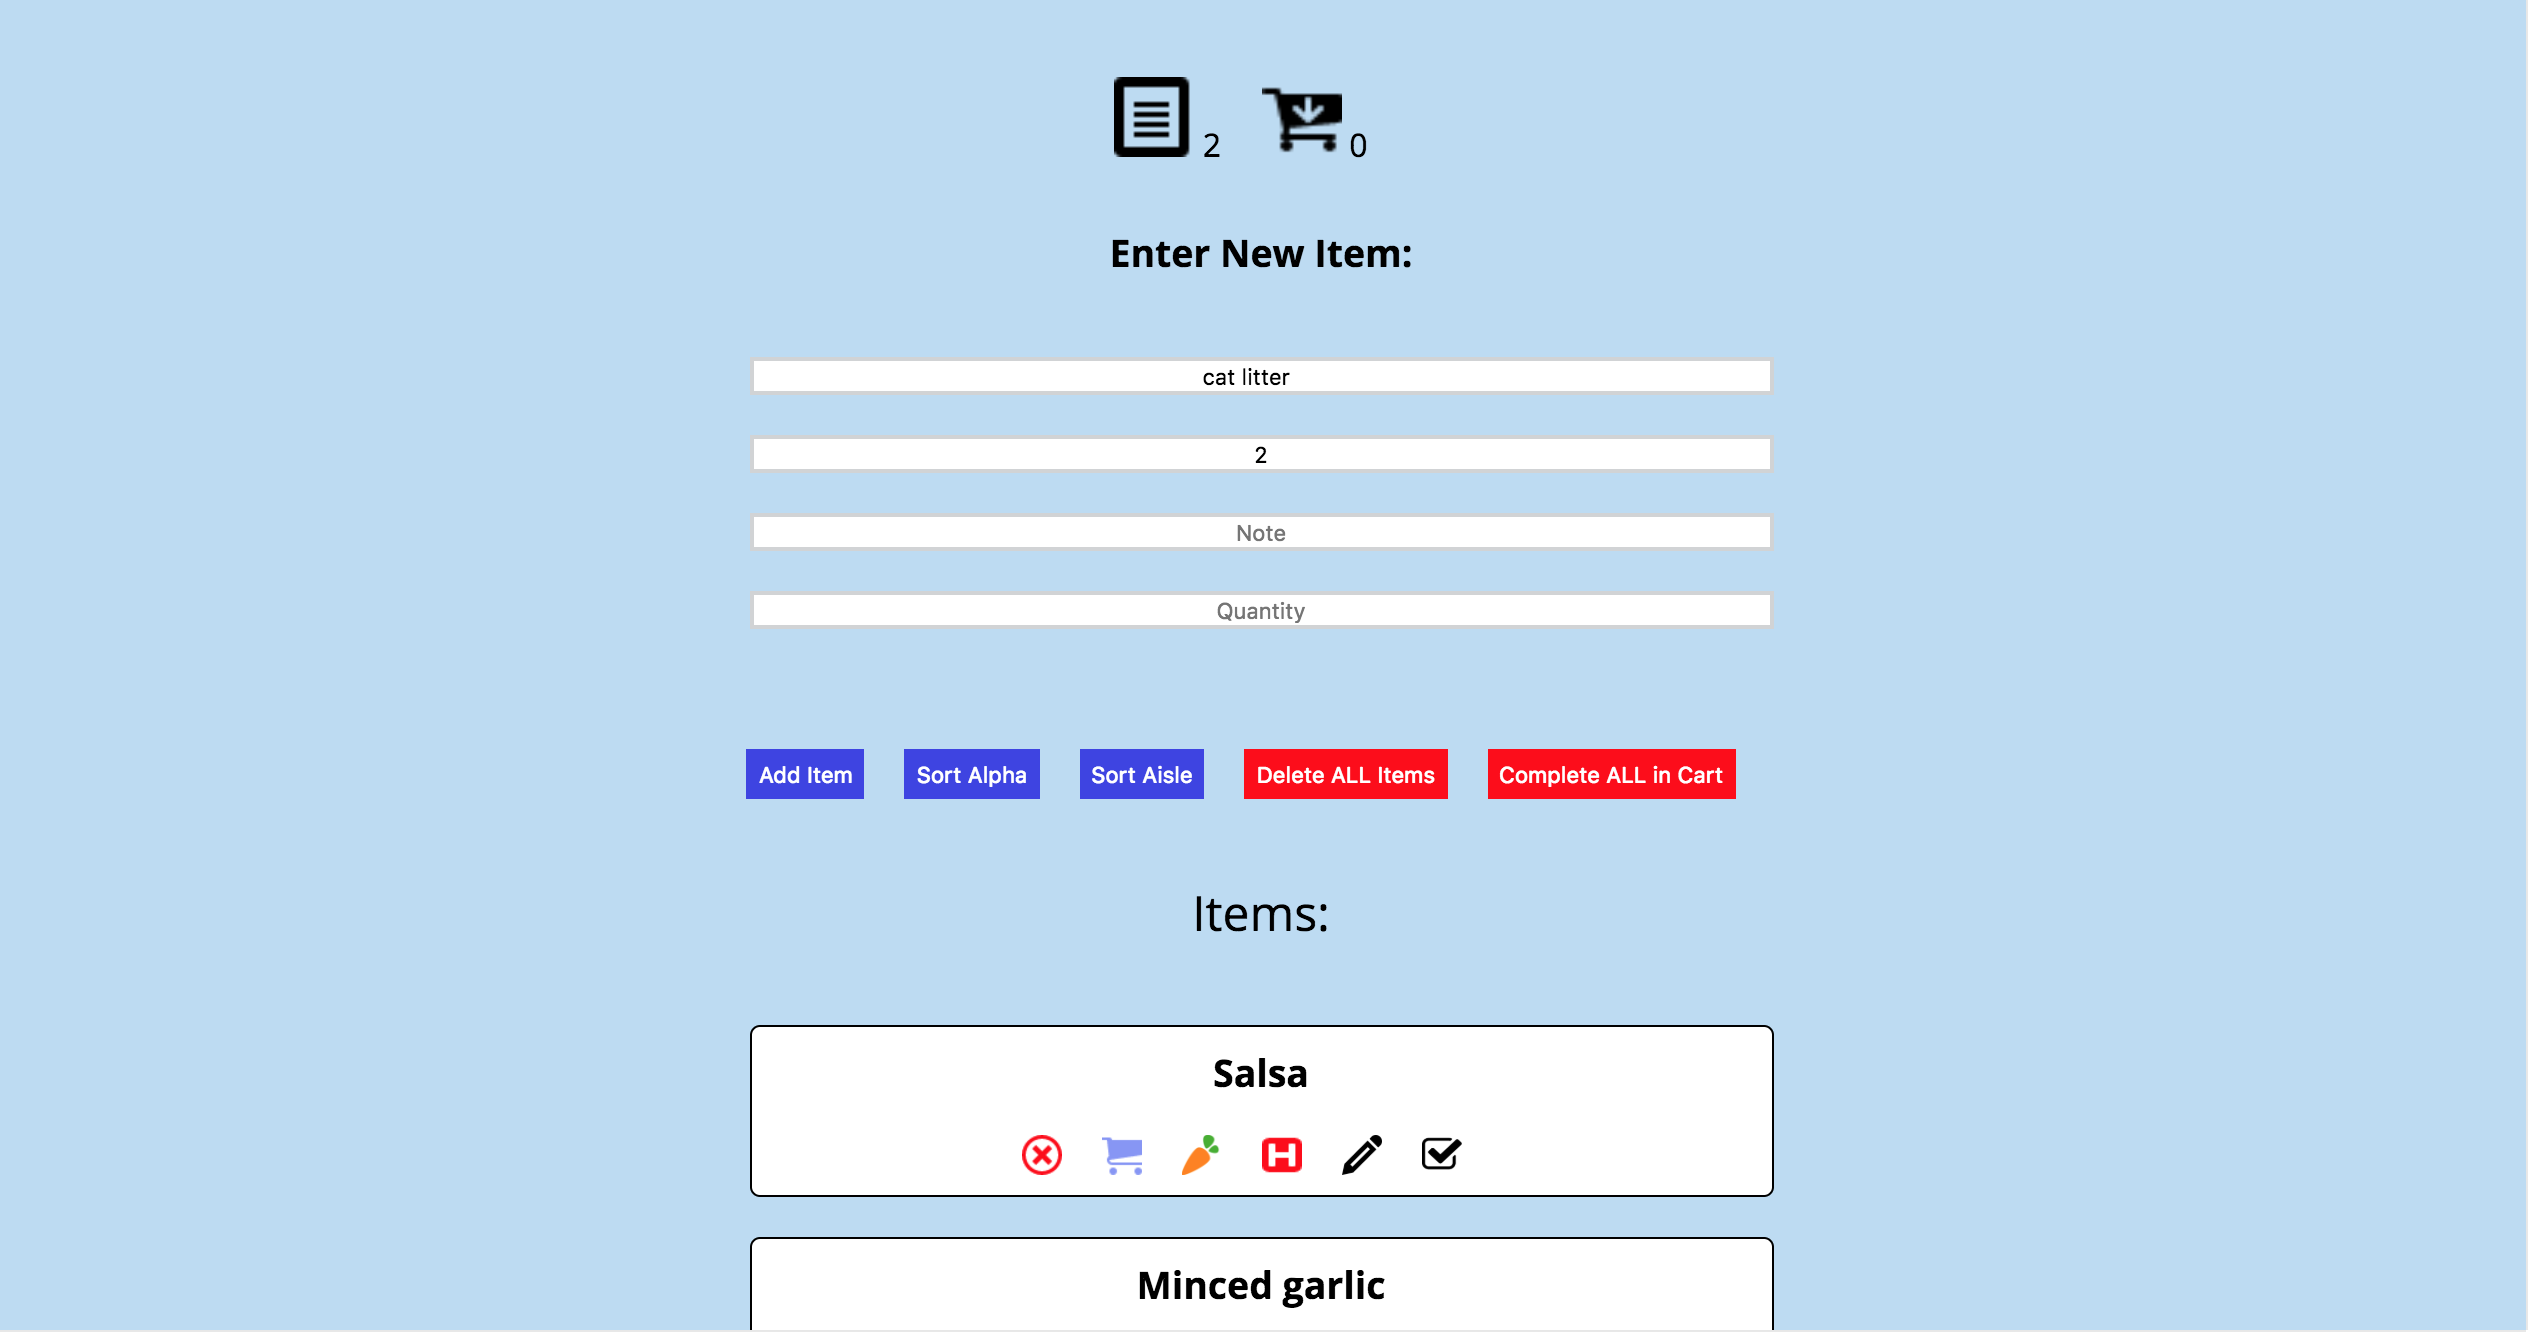 2 0
Enter New Item:
cat litter
2
Note
Quantity
Add Item Sort Alpha Sort Aisle Delete ALL Items Complete ALL in Cart
Items:
Salsa
H
Minced garlic